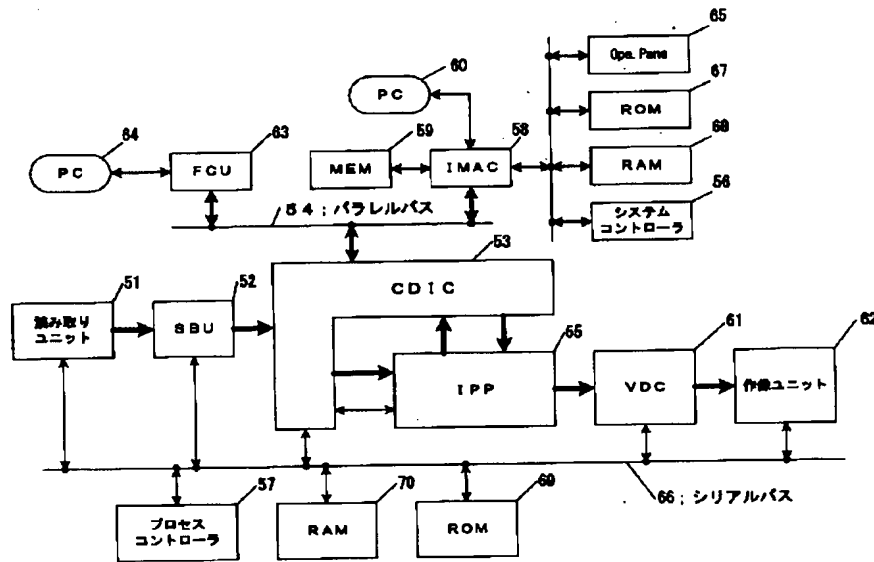 65
Ope. Pane
60
PC
67
ROM
64
PC
63
FCU
59
MEM
58
IMAC
68
RAM
56
システム
コントローラ
54；パラレルバス
53
CDIC
51
読み取り
ユニット
52
SBU
55
IPP
61
VDC
62
作像ユニット
57
プロセス
コントローラ
70
RAM
69
ROM
66；シリアルバス